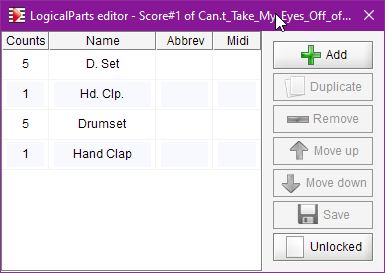 LogicalParts editor - Score#1 of Can.t_Take_My_Eyes_Off_of...
Counts Name Abbrev Midi
5 D. Set
1 Hd. Clp.
5 Drumset
1 Hand Clap
Add
Duplicate
Remove
Move up
Move down
Save
Unlocked